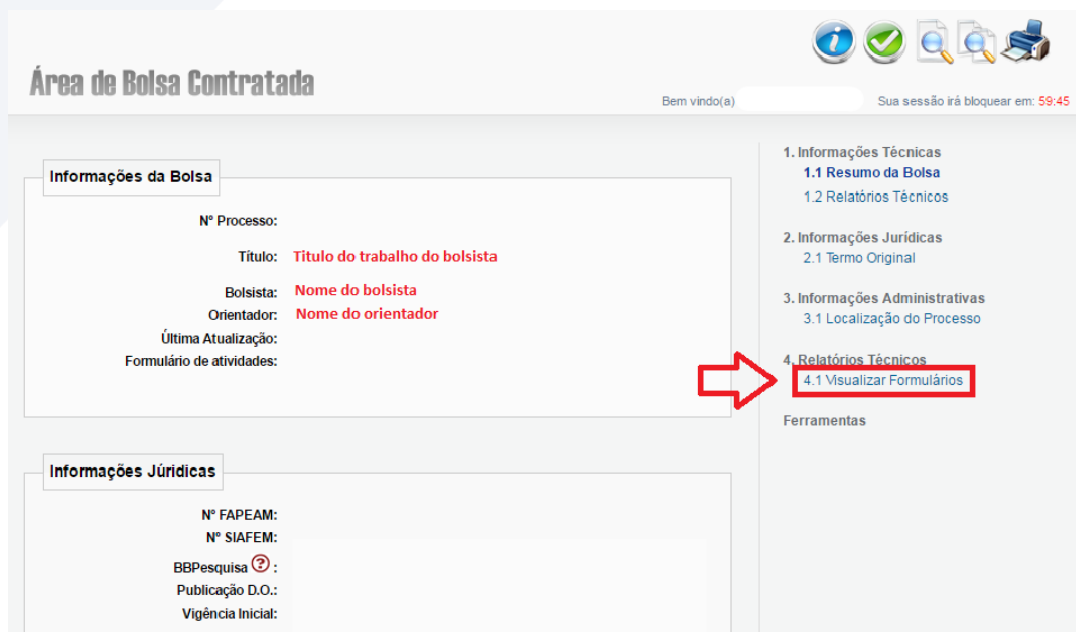 Área de Bolsa Contratada
Bem vindo(a)
Sua sessão irá bloquear em: 59:45
Informações da Bolsa
Nº Processo:
Título: Titulo do trabalho do bolsista
Bolsista: Nome do bolsista
Orientador: Nome do orientador
Última Atualização:
Formulário de atividades:
Informações Júridicas
Nº FAPEAM:
Nº SIAFEM:
BBPesquisa ? :
Publicação D.O.:
Vigência Inicial:
1. Informações Técnicas
1.1 Resumo da Bolsa
1.2 Relatórios Técnicos
2. Informações Jurídicas
2.1 Termo Original
3. Informações Administrativas
3.1 Localização do Processo
4. Relatórios Técnicos
4.1 Visualizar Formulários
Ferramentas